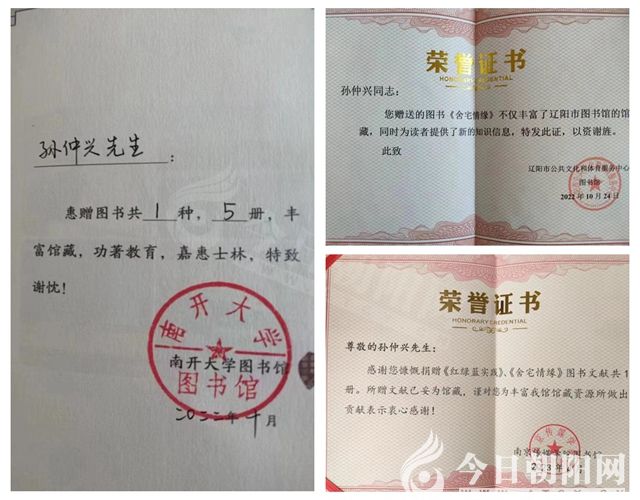 孙仲兴先生：
惠赠图书共1种，5册，丰
富馆藏，功著教育，嘉惠士林，特致
谢忱！
南开大学
南开大学图书馆
图书馆
二〇二二年十月
荣誉证书
HONORARY CREDENTIAL
孙仲兴同志：
您赠送的图书《舍宅情缘》不仅丰富了辽阳市图书馆的馆
藏，同时为读者提供了新的知识信息，特发此证，以资谢旌。
此致
辽阳市公共文化和体育服务中心
图书馆
2022年10月24日
荣誉证书
HONORARY CREDENTIAL
尊敬的孙仲兴先生：
感谢您慷慨捐赠《红绿蓝实践》、《舍宅情缘》图书文献共1
册。所赠文献已妥为馆藏，谨对您为丰富我馆馆藏资源所做出
贡献表示衷心感谢！
南京传媒学院图书馆
今日朝阳网